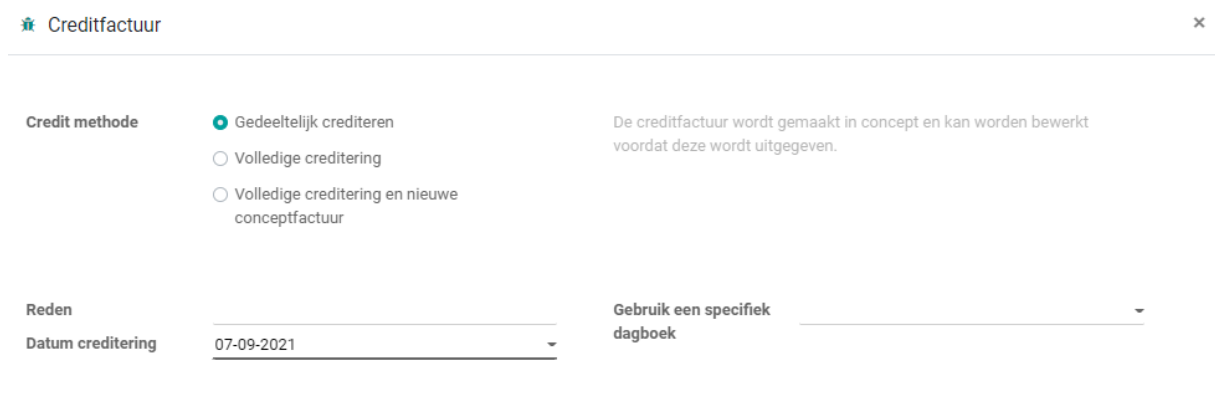 Creditfactuur
×
Credit methode
Gedeeltelijk crediteren
Volledige creditering
Volledige creditering en nieuwe
conceptfactuur
De creditfactuur wordt gemaakt in concept en kan worden bewerkt
voordat deze wordt uitgegeven.
Reden
Datum creditering
07-09-2021
Gebruik een specifiek
dagboek